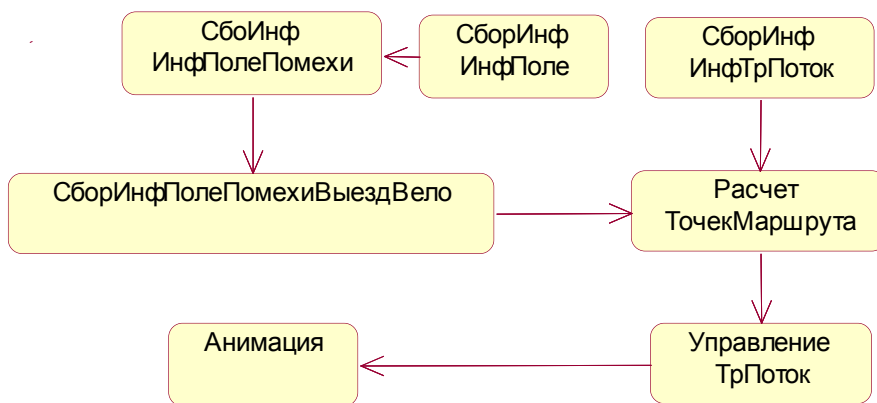 СбоИнф
ИнфПолеПомехи
СборИнф
ИнфПоле
СборИнф
ИнфТрПоток
СборИнфПолеПомехиВыездВело
Расчет
ТочекМаршрута
Анимация
Управление
ТрПоток